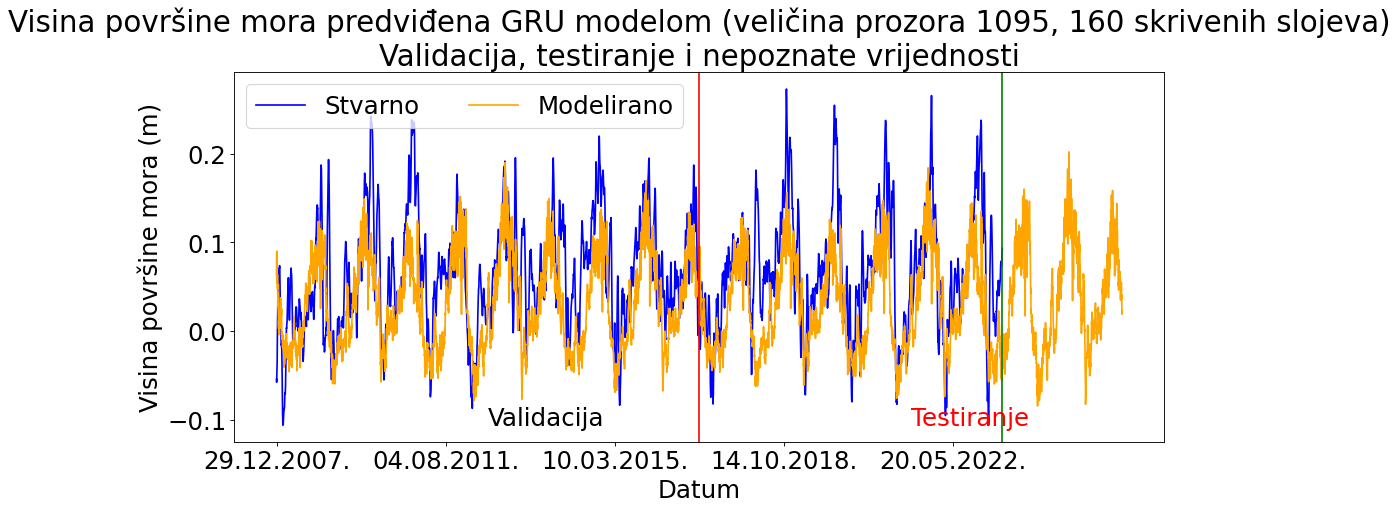 Visina površine mora predviđena GRU modelom (veličina prozora 1095, 160 skrivenih slojeva)
Validacija, testiranje i nepoznate vrijednosti
Stvarno
Modelirano
Visina površine mora (m)
0.2
0.1
0.0
−0.1
Validacija
Testiranje
29.12.2007.
04.08.2011.
10.03.2015.
14.10.2018.
20.05.2022.
Datum